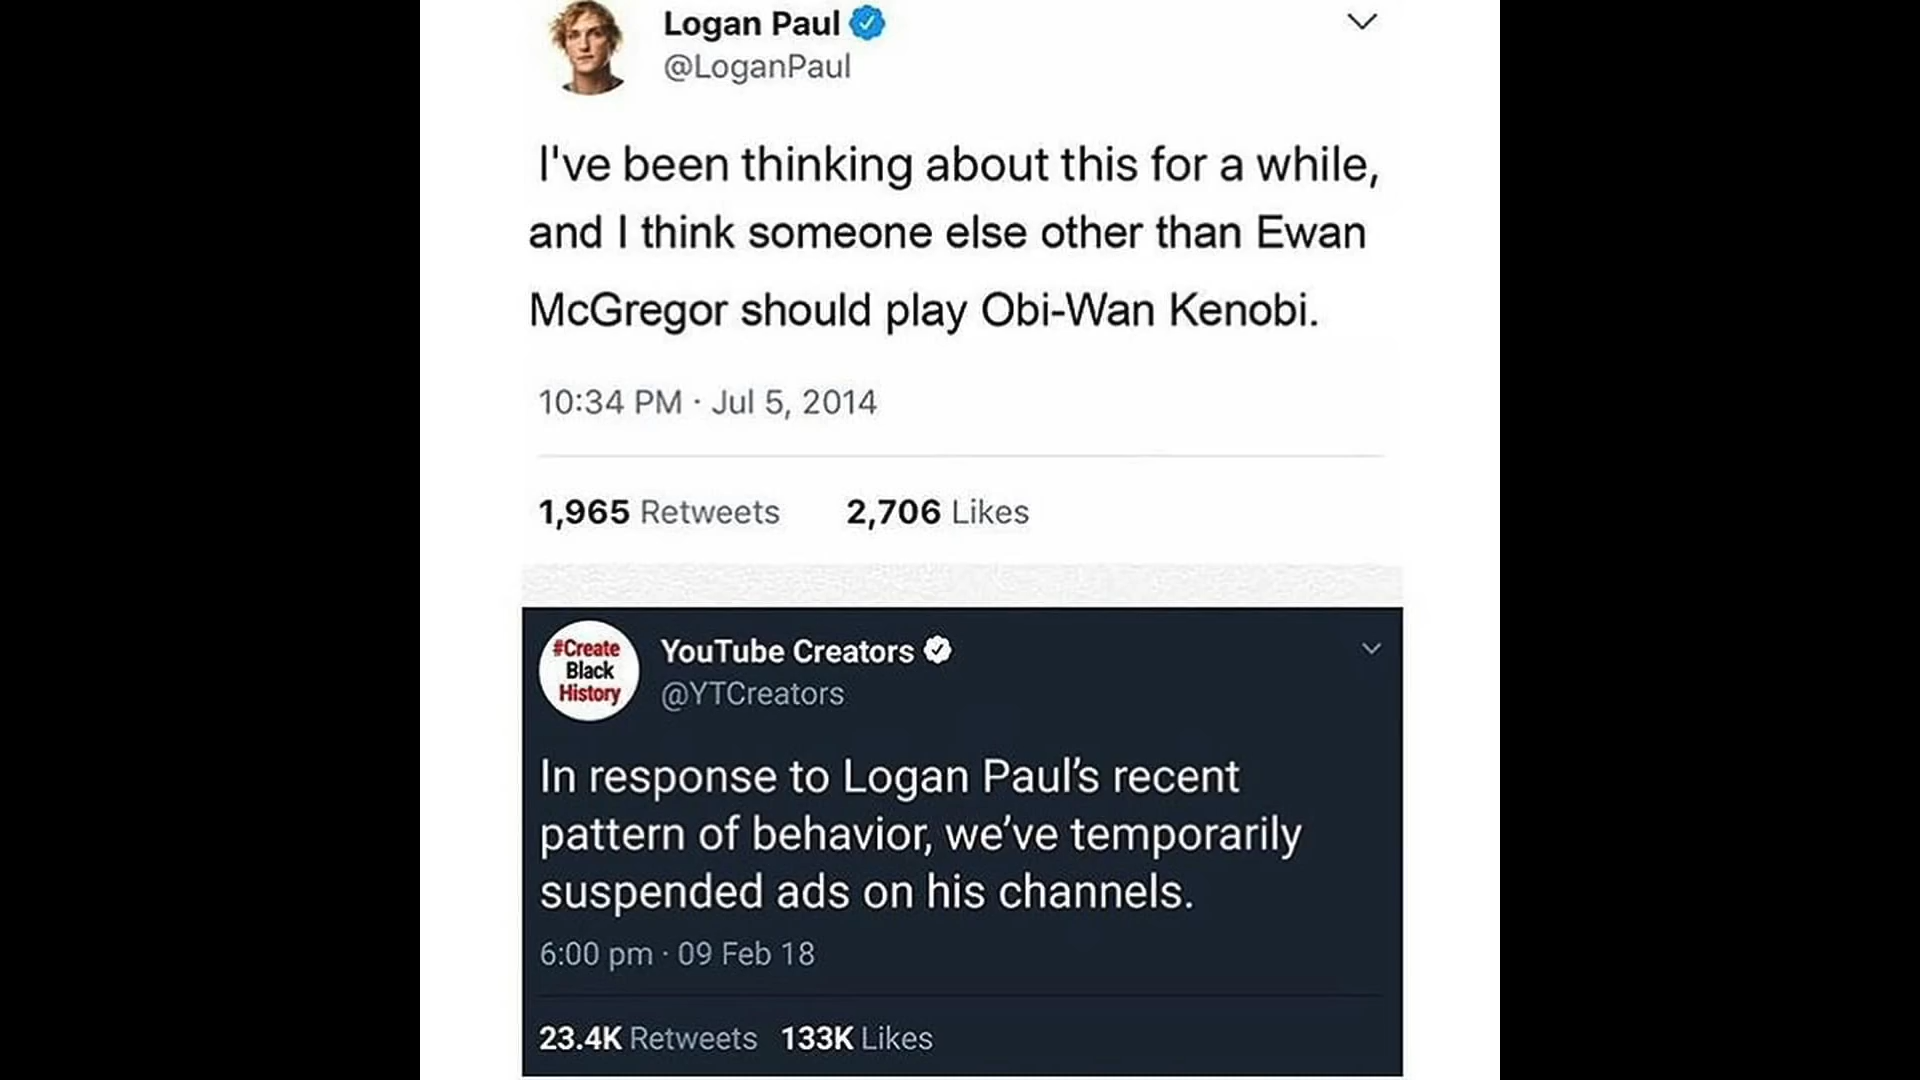 Logan Paul
@LoganPaul
I've been thinking about this for a while,
and I think someone else other than Ewan
McGregor should play Obi-Wan Kenobi.
10:34 PM · Jul 5, 2014
1,965 Retweets 2,706 Likes
#Create
Black
History
YouTube Creators
@YTCreators
In response to Logan Paul’s recent
pattern of behavior, we’ve temporarily
suspended ads on his channels.
6:00 pm · 09 Feb 18
23.4K Retweets 133K Likes